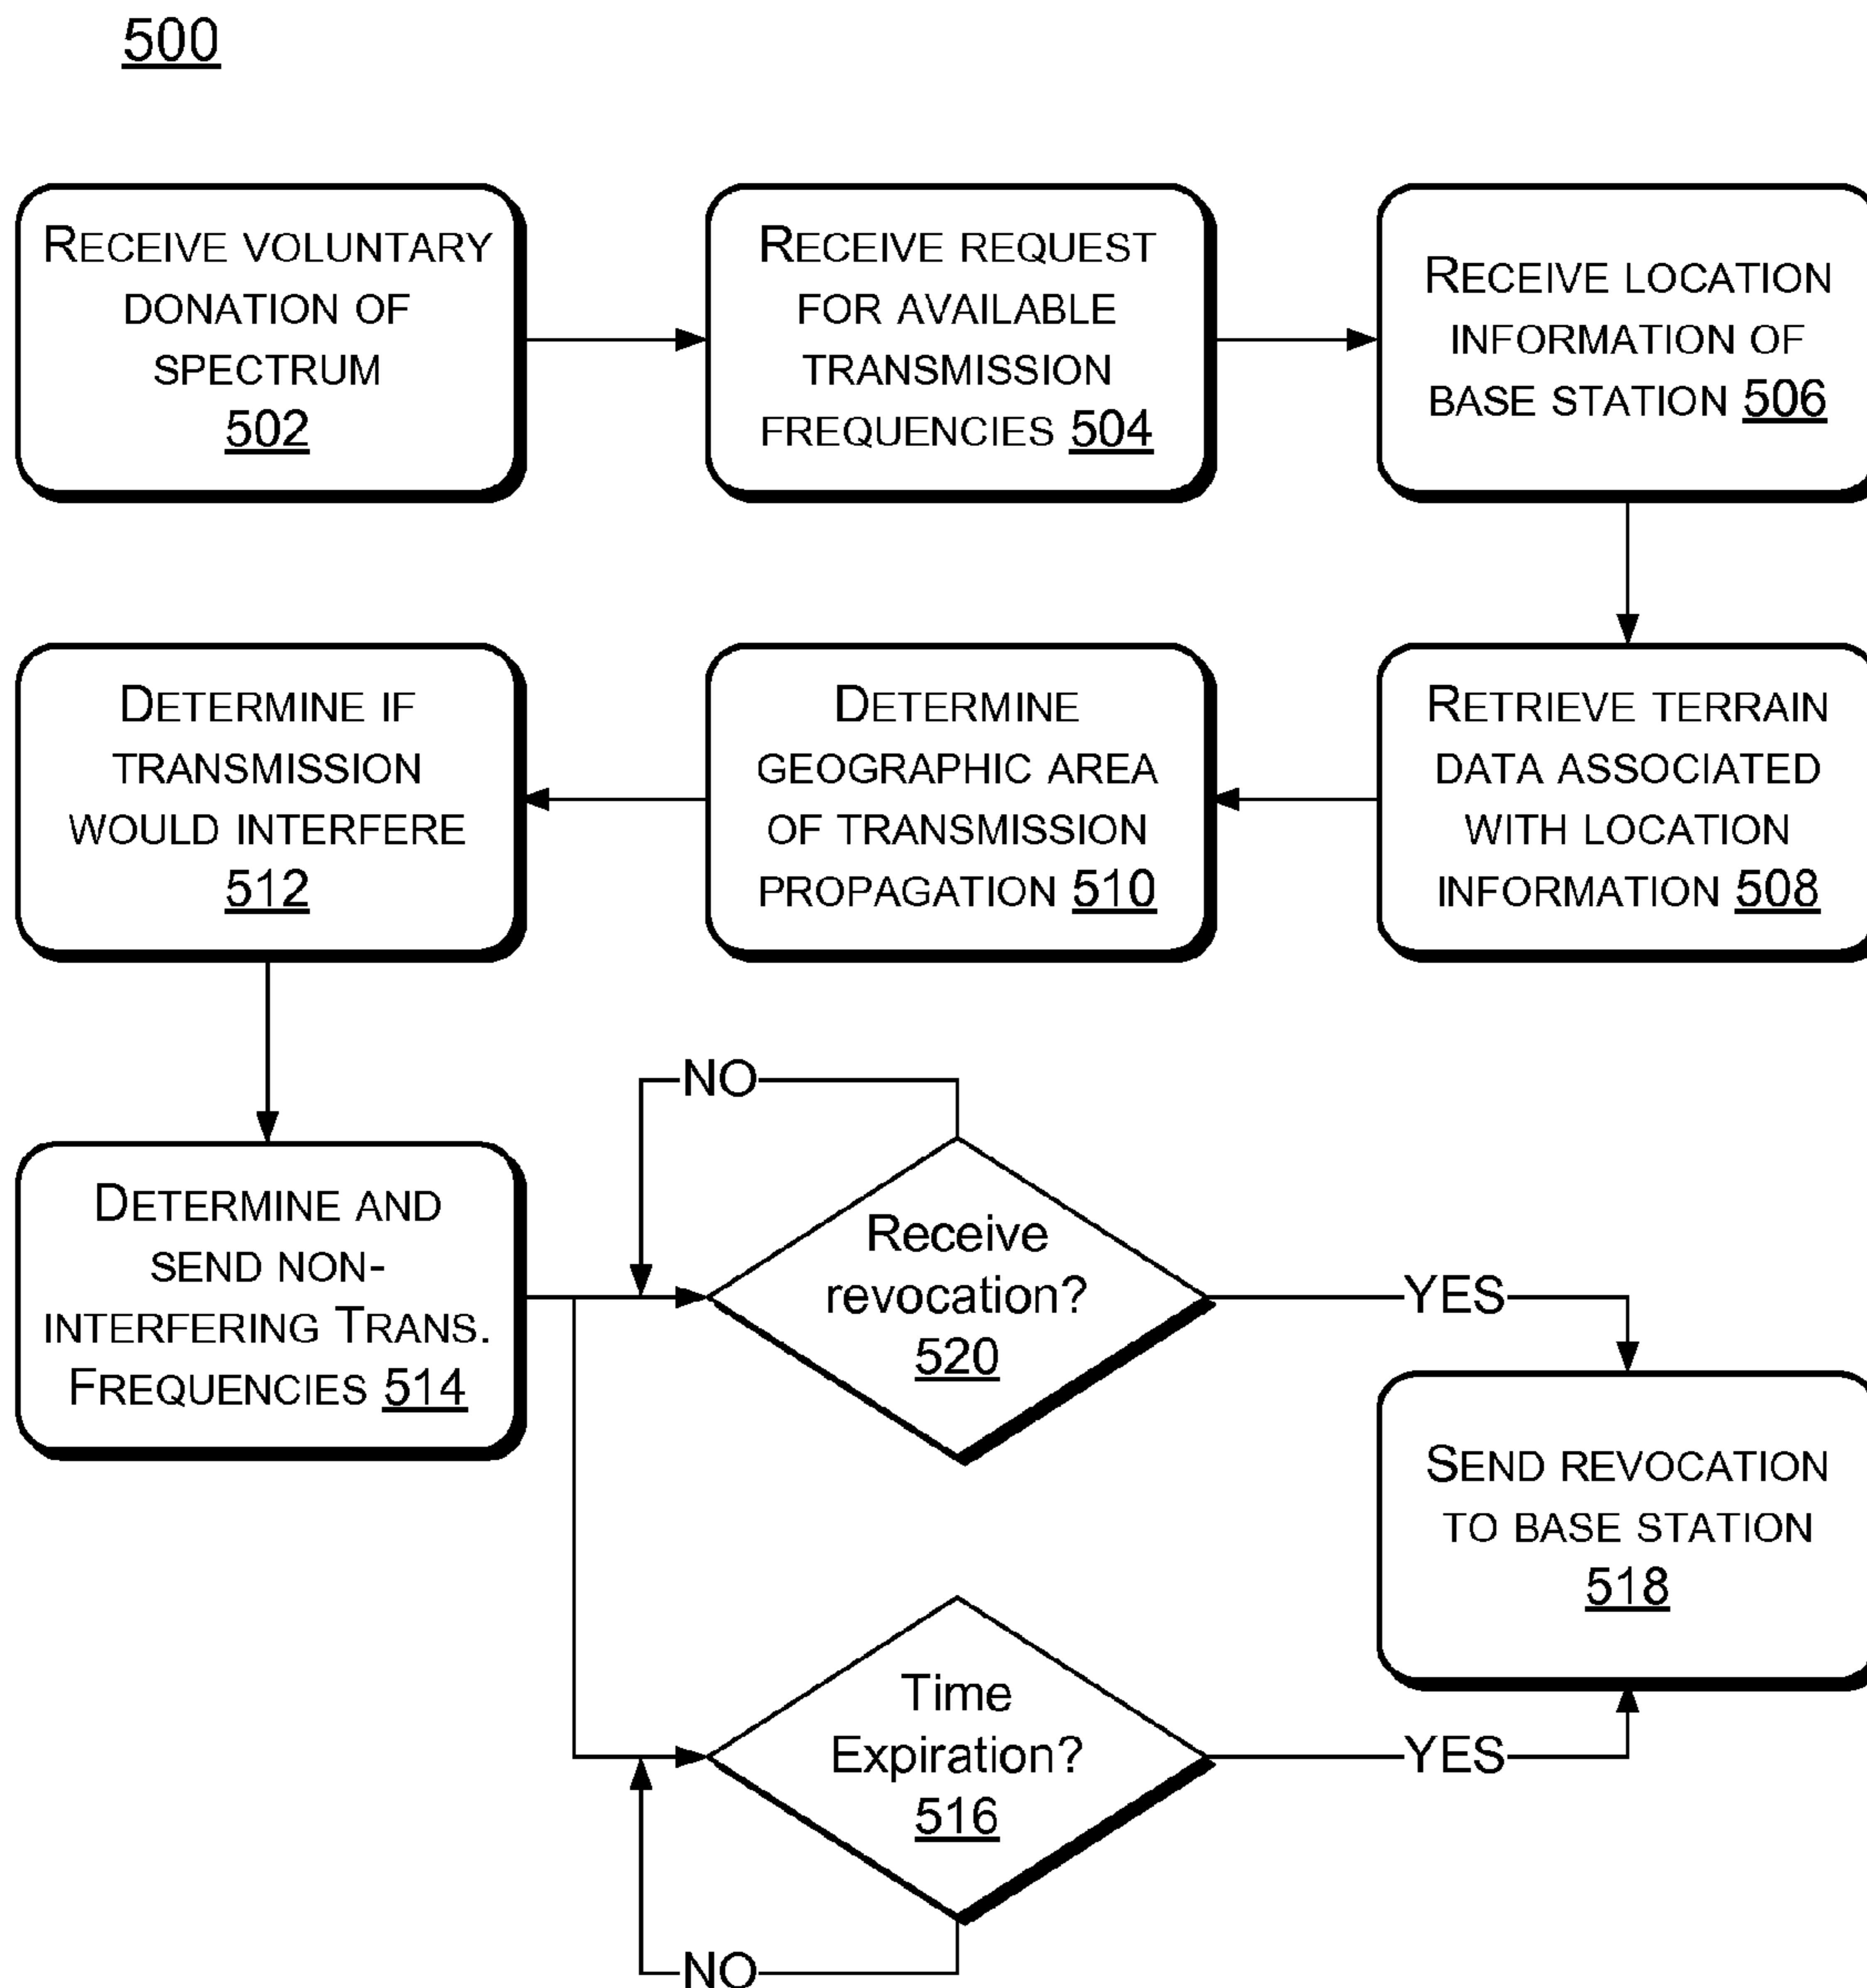 500
RECEIVE VOLUNTARY
DONATION OF
SPECTRUM
502
RECEIVE REQUEST
FOR AVAILABLE
TRANSMISSION
FREQUENCIES 504
RECEIVE LOCATION
INFORMATION OF
BASE STATION 506
RETRIEVE TERRAIN
DATA ASSOCIATED
WITH LOCATION
INFORMATION 508
DETERMINE
GEOGRAPHIC AREA
OF TRANSMISSION
PROPAGATION 510
DETERMINE IF
TRANSMISSION
WOULD INTERFERE
512
DETERMINE AND
SEND NON-
INTERFERING TRANS.
FREQUENCIES 514
NO
Receive
revocation?
520
YES
SEND REVOCATION
TO BASE STATION
518
Time
Expiration?
516
YES
NO